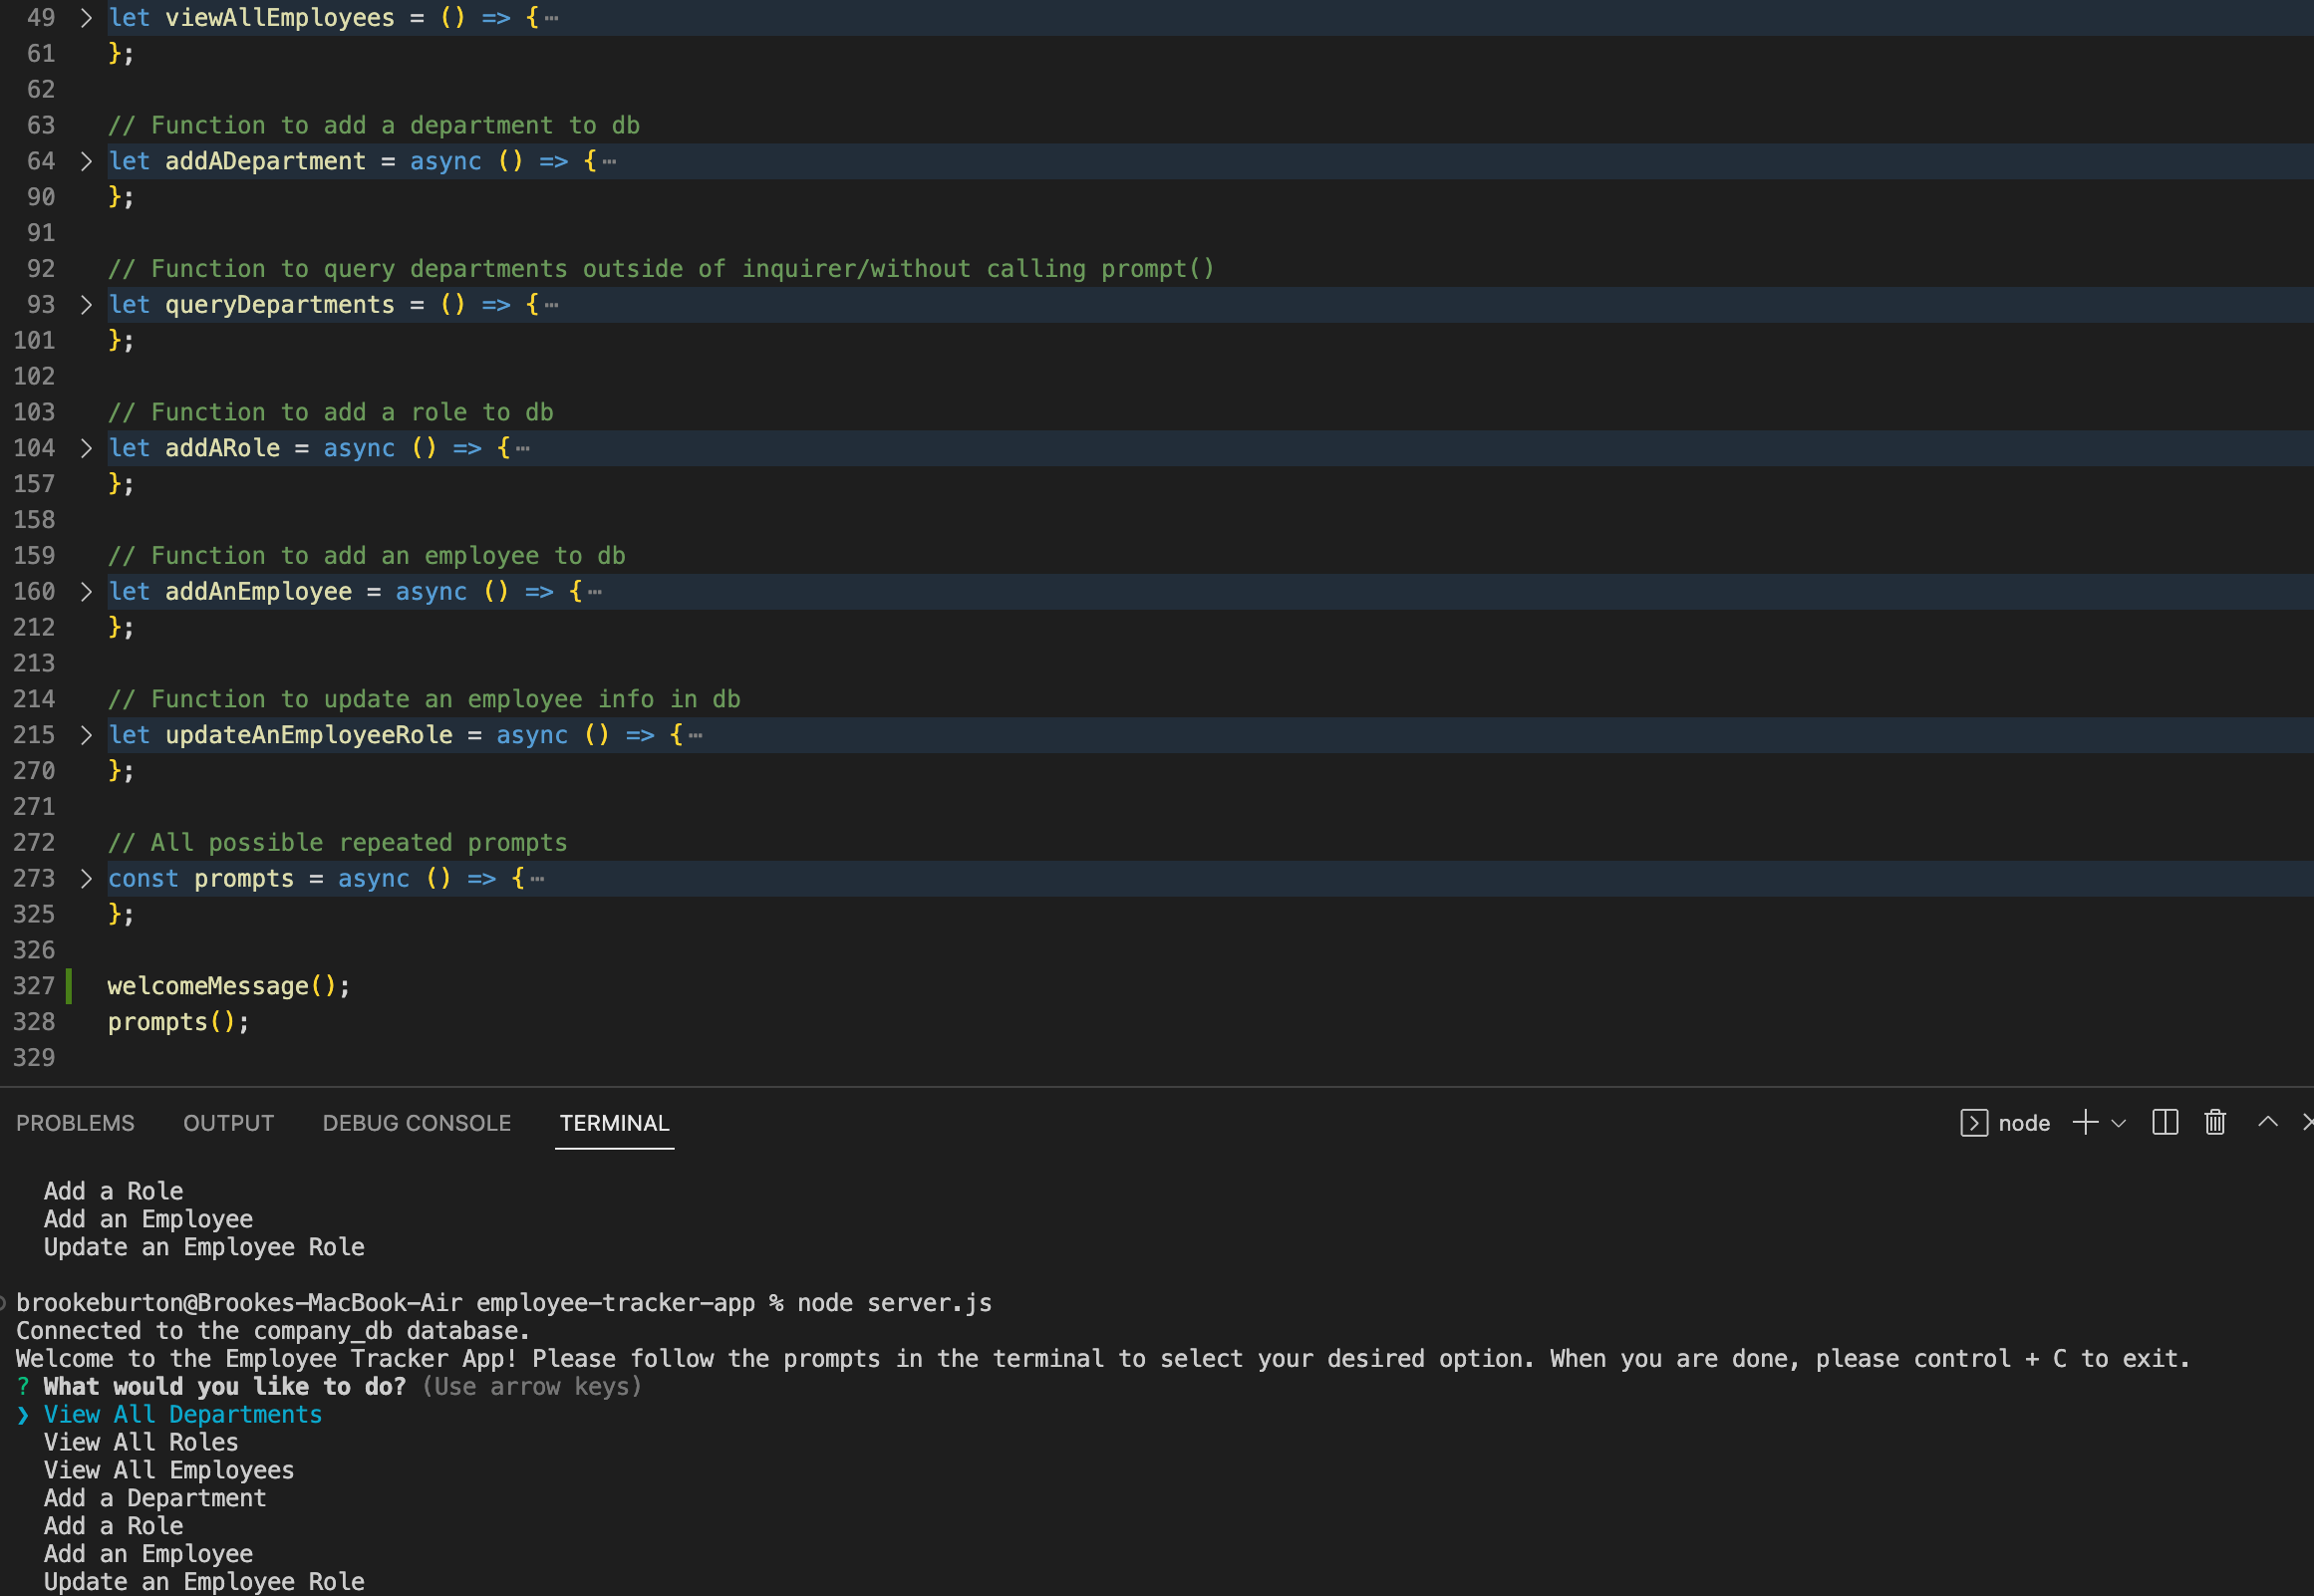 49 > let viewAllEmployees = () => {⋯
61 };
62
63 // Function to add a department to db
64 > let addADepartment = async () => {⋯
90 };
91
92 // Function to query departments outside of inquirer/without calling prompt()
93 > let queryDepartments = () => {⋯
101 };
102
103 // Function to add a role to db
104 > let addARole = async () => {⋯
157 };
158
159 // Function to add an employee to db
160 > let addAnEmployee = async () => {⋯
212 };
213
214 // Function to update an employee info in db
215 > let updateAnEmployeeRole = async () => {⋯
270 };
271
272 // All possible repeated prompts
273 > const prompts = async () => {⋯
325 };
326
327 welcomeMessage();
328 prompts();
329
PROBLEMS OUTPUT DEBUG CONSOLE TERMINAL node
Add a Role
Add an Employee
Update an Employee Role
brookeburton@Brookes-MacBook-Air employee-tracker-app % node server.js
Connected to the company_db database.
Welcome to the Employee Tracker App! Please follow the prompts in the terminal to select your desired option. When you are done, please control + C to exit.
? What would you like to do? (Use arrow keys)
❯ View All Departments
View All Roles
View All Employees
Add a Department
Add a Role
Add an Employee
Update an Employee Role